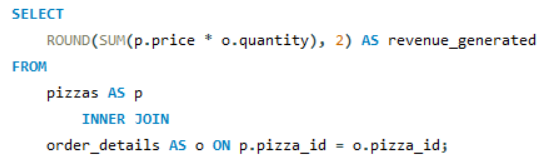 SELECT
    ROUND(SUM(p.price * o.quantity), 2) AS revenue_generated
FROM
    pizzas AS p
        INNER JOIN
    order_details AS o ON p.pizza_id = o.pizza_id;